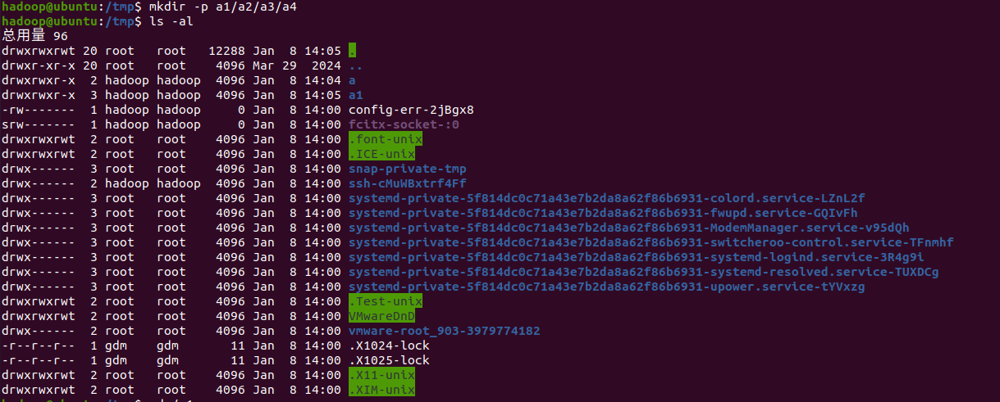 hadoop@ubuntu:/tmp$ mkdir -p a1/a2/a3/a4
hadoop@ubuntu:/tmp$ ls -al
总用量 96
drwxrwxrwt 20 root   root   12288 Jan  8 14:05 .
drwxr-xr-x 20 root   root    4096 Mar 29  2024 ..
drwxrwxr-x  2 hadoop hadoop  4096 Jan  8 14:04 a
drwxrwxr-x  3 hadoop hadoop  4096 Jan  8 14:05 a1
-rw-------  1 hadoop hadoop     0 Jan  8 14:00 config-err-2jBgx8
srw-------  1 hadoop hadoop     0 Jan  8 14:00 fcitx-socket-:0
drwxrwxrwt  2 root   root    4096 Jan  8 14:00 .font-unix
drwxrwxrwt  2 root   root    4096 Jan  8 14:00 .ICE-unix
drwx------  3 root   root    4096 Jan  8 14:00 snap-private-tmp
drwx------  2 hadoop hadoop  4096 Jan  8 14:00 ssh-cMuWBxtrf4Ff
drwx------  3 root   root    4096 Jan  8 14:00 systemd-private-5f814dc0c71a43e7b2da8a62f86b6931-colord.service-LZnL2f
drwx------  3 root   root    4096 Jan  8 14:00 systemd-private-5f814dc0c71a43e7b2da8a62f86b6931-fwupd.service-GQIvFh
drwx------  3 root   root    4096 Jan  8 14:00 systemd-private-5f814dc0c71a43e7b2da8a62f86b6931-ModemManager.service-v95dQh
drwx------  3 root   root    4096 Jan  8 14:00 systemd-private-5f814dc0c71a43e7b2da8a62f86b6931-switcheroo-control.service-TFnmhf
drwx------  3 root   root    4096 Jan  8 14:00 systemd-private-5f814dc0c71a43e7b2da8a62f86b6931-systemd-logind.service-3R4g9i
drwx------  3 root   root    4096 Jan  8 14:00 systemd-private-5f814dc0c71a43e7b2da8a62f86b6931-systemd-resolved.service-TUXDCg
drwx------  3 root   root    4096 Jan  8 14:00 systemd-private-5f814dc0c71a43e7b2da8a62f86b6931-upower.service-tYVxzg
drwxrwxrwt  2 root   root    4096 Jan  8 14:00 .Test-unix
drwxrwxrwt  2 root   root    4096 Jan  8 14:00 VMwareDnD
drwx------  2 root   root    4096 Jan  8 14:00 vmware-root_903-3979774182
-r--r--r--  1 gdm    gdm       11 Jan  8 14:00 .X1024-lock
-r--r--r--  1 gdm    gdm       11 Jan  8 14:00 .X1025-lock
drwxrwxrwt  2 root   root    4096 Jan  8 14:00 .X11-unix
drwxrwxrwt  2 root   root    4096 Jan  8 14:00 .XIM-unix